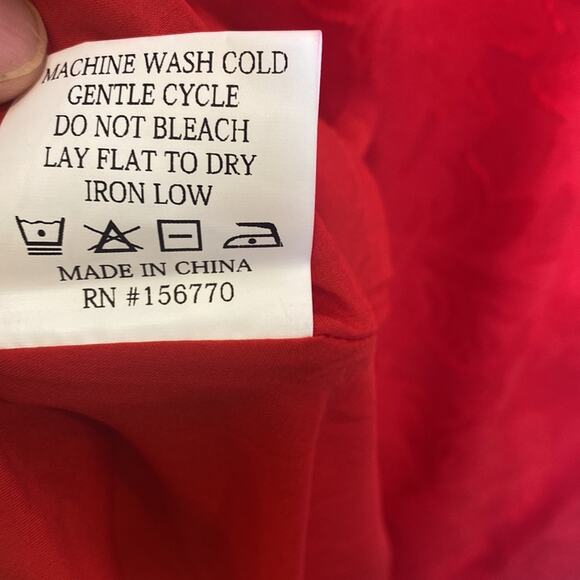 MACHINE WASH COLD
GENTLE CYCLE
DO NOT BLEACH
LAY FLAT TO DRY
IRON LOW
MADE IN CHINA
RN #156770